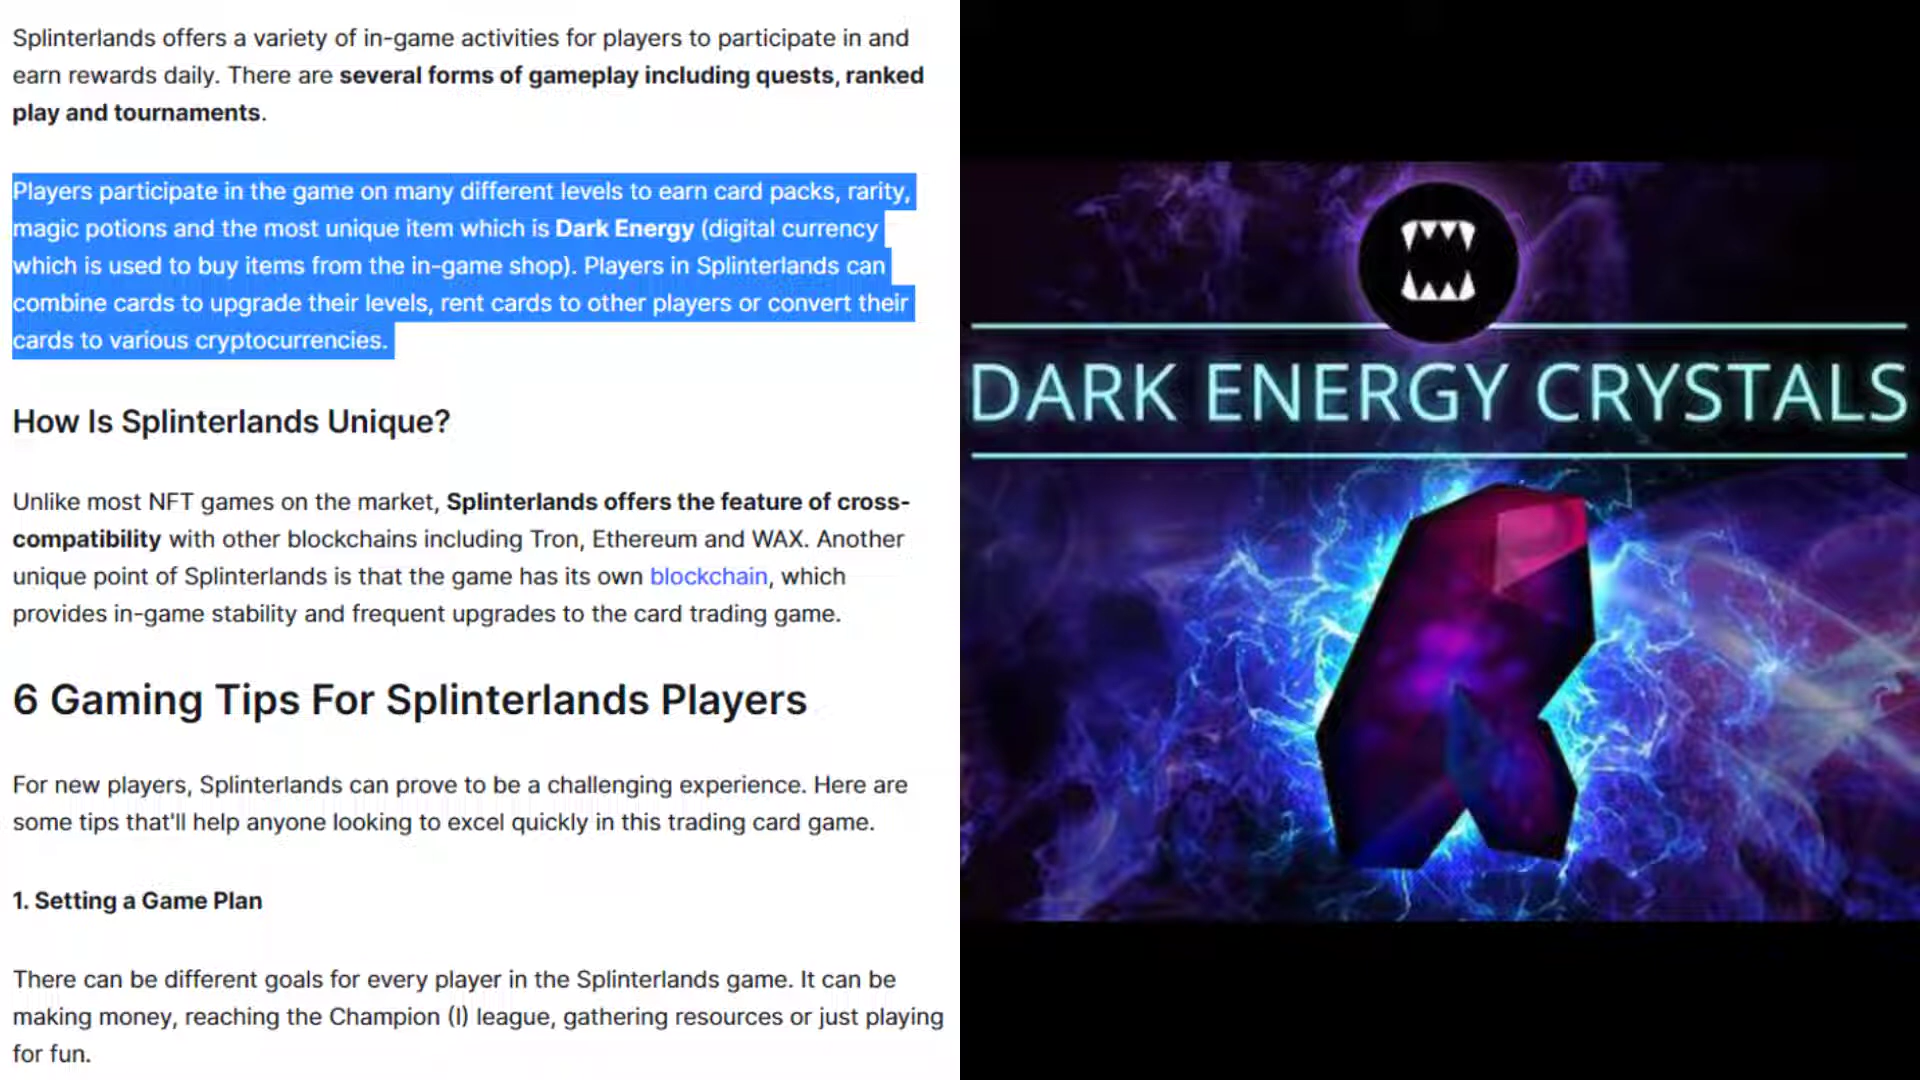 Splinterlands offers a variety of in-game activities for players to participate in and
earn rewards daily. There are several forms of gameplay including quests, ranked
play and tournaments.
Players participate in the game on many different levels to earn card packs, rarity,
magic potions and the most unique item which is Dark Energy (digital currency
which is used to buy items from the in-game shop). Players in Splinterlands can
combine cards to upgrade their levels, rent cards to other players or convert their
cards to various cryptocurrencies.
How Is Splinterlands Unique?
Unlike most NFT games on the market, Splinterlands offers the feature of cross-
compatibility with other blockchains including Tron, Ethereum and WAX. Another
unique point of Splinterlands is that the game has its own blockchain, which
provides in-game stability and frequent upgrades to the card trading game.
6 Gaming Tips For Splinterlands Players
For new players, Splinterlands can prove to be a challenging experience. Here are
some tips that'll help anyone looking to excel quickly in this trading card game.
1. Setting a Game Plan
There can be different goals for every player in the Splinterlands game. It can be
making money, reaching the Champion (I) league, gathering resources or just playing
for fun.
DARK ENERGY CRYSTALS